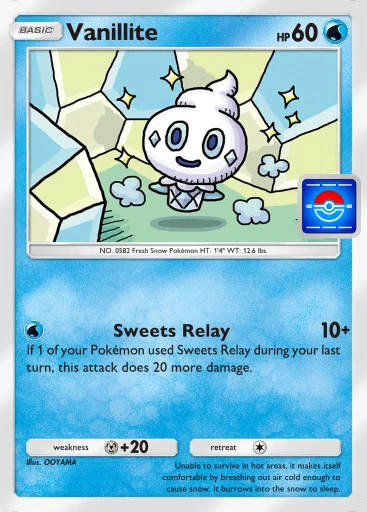 BASIC Vanillite HP 60
NO. 0582 Fresh Snow Pokémon HT: 1'4" WT: 12.6 lbs.
Sweets Relay 10+
If 1 of your Pokémon used Sweets Relay during your last
turn, this attack does 20 more damage.
weakness +20 retreat
Illus. OOYAMA
Unable to survive in hot areas, it makes itself
comfortable by breathing out air cold enough to
cause snow. It burrows into the snow to sleep.